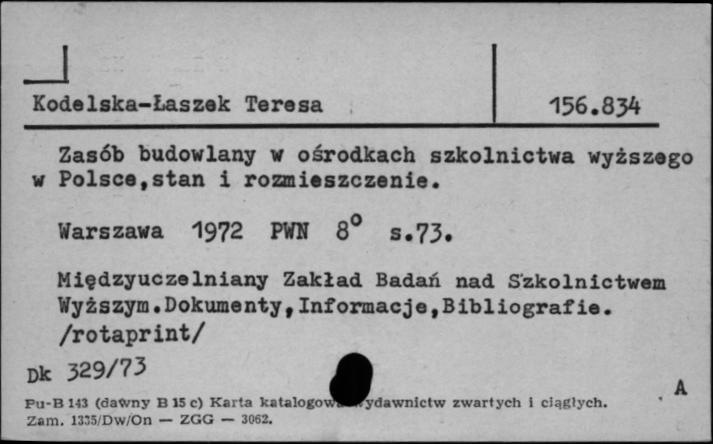 Kodelska-Łaszek Teresa 156.834
Zasób budowlany w ośrodkach szkolnictwa wyższego
w Polsce,stan i rozmieszczenie.
Warszawa 1972 PWN 8° s.73.
Międzyuczelniany Zakład Badań nad Szkolnictwem
Wyższym.Dokumenty,Informacje,Bibliografie.
/rotaprint/
Dk 329/73
A
Pu-B 143 (dawny B 15 c) Karta katalogowa wydawnictw zwartych i ciągłych.
Zam. 1335/Dw/On — ZGG — 3062.